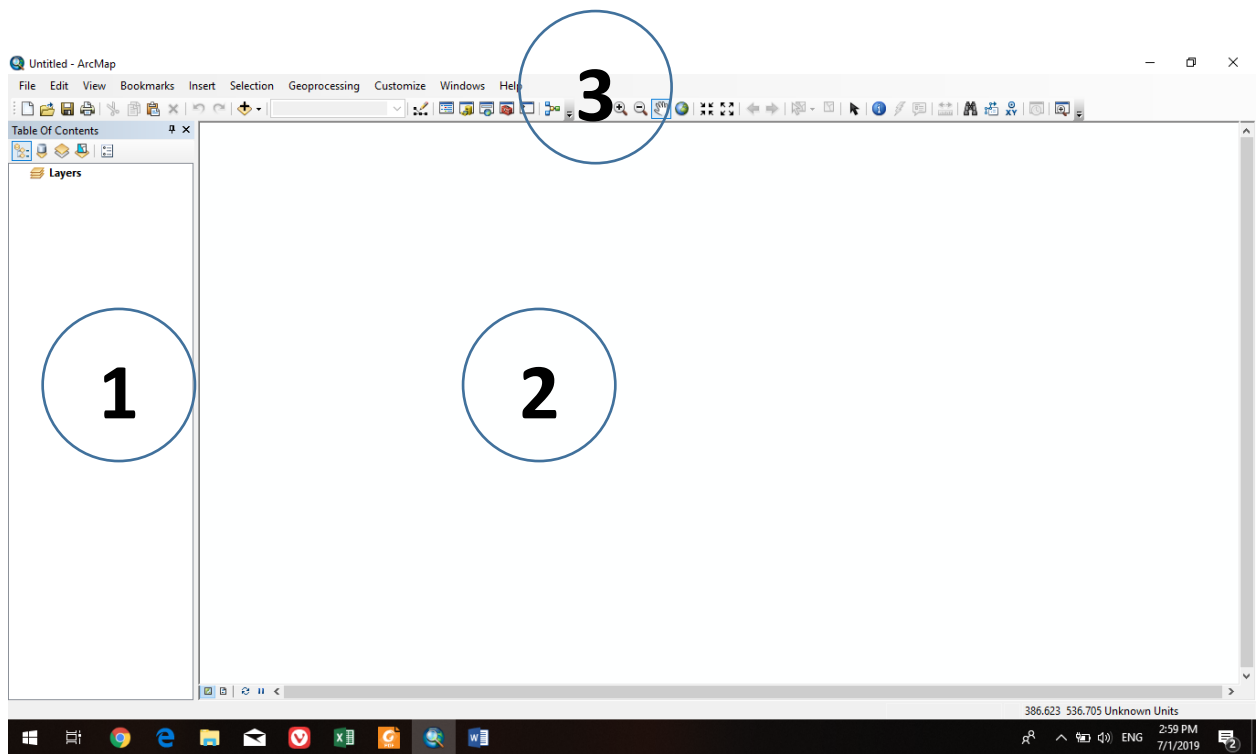 3
Untitled - ArcMap
File Edit View Bookmarks Insert Selection Geoprocessing Customize Windows Help
Table Of Contents
Layers
1
2
386.623 536.705 Unknown Units
ENG
2:59 PM
7/1/2019
2